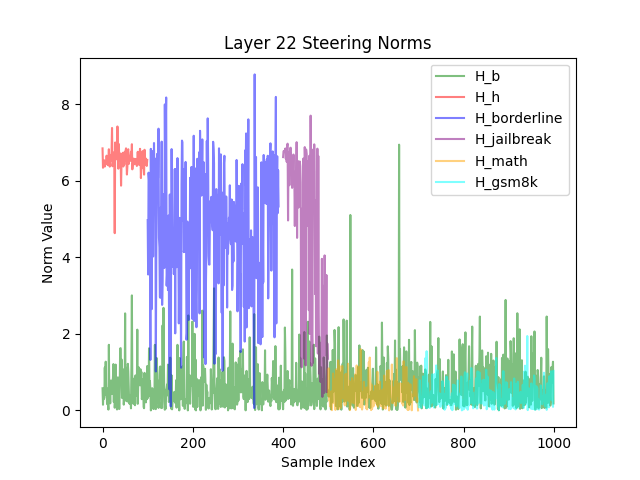 Layer 22 Steering Norms
H_b
H_h
H_borderline
H_jailbreak
H_math
H_gsm8k
Norm Value
8
6
4
2
0
0 200 400 600 800 1000
Sample Index